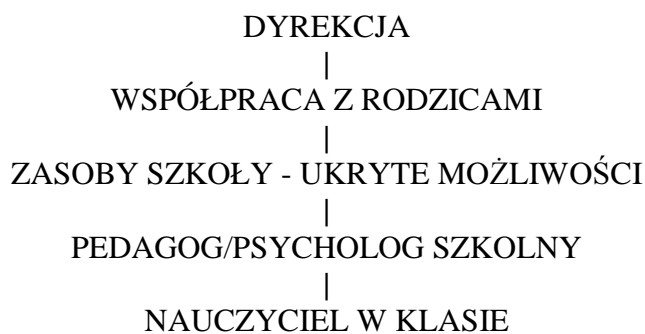 DYREKCJA
|
WSPÓŁPRACA Z RODZICAMI
|
ZASOBY SZKOŁY - UKRYTE MOŻLIWOŚCI
|
PEDAGOG/PSYCHOLOG SZKOLNY
|
NAUCZYCIEL W KLASIE